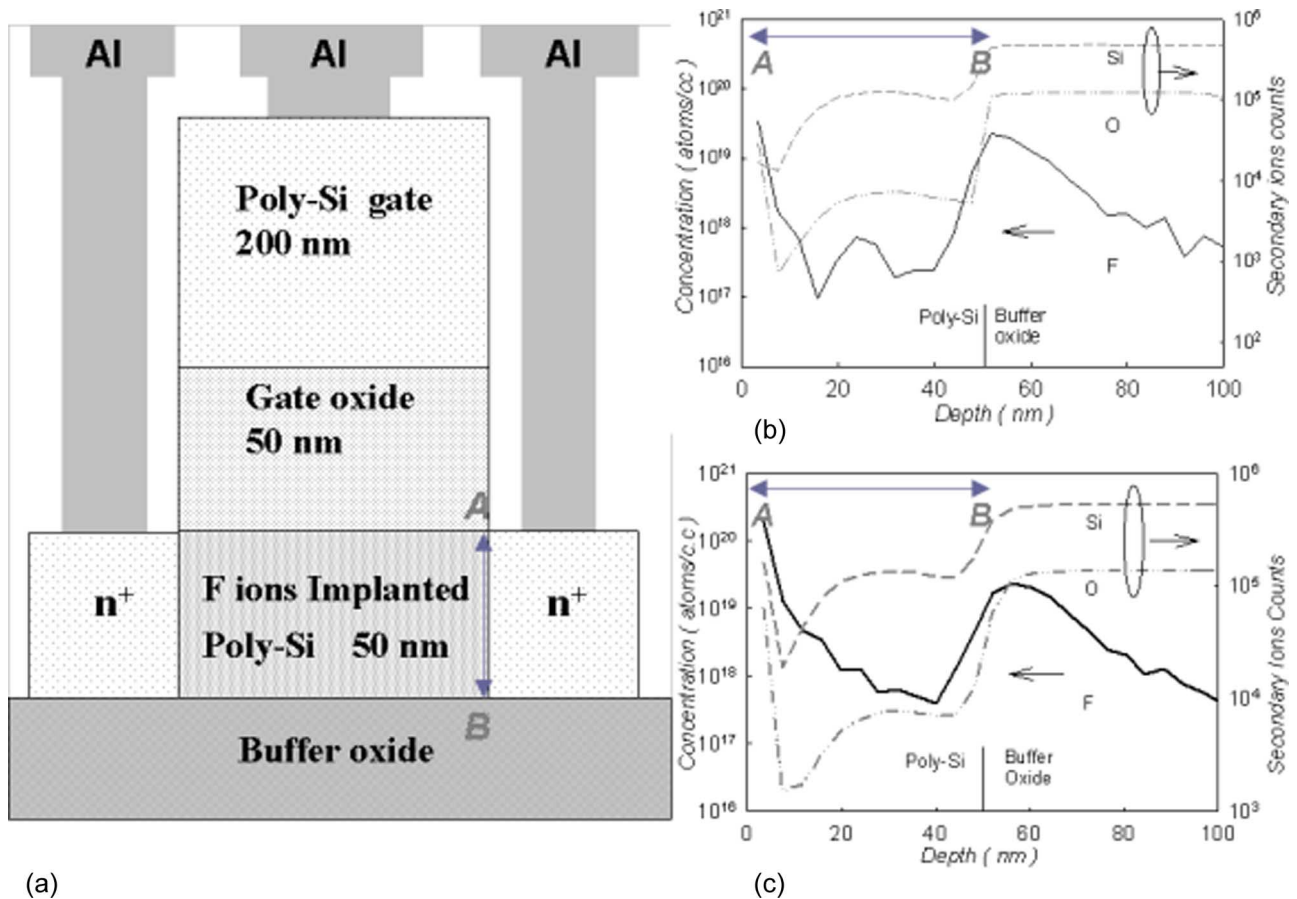 Al
Al
Al
Poly-Si gate
200 nm
Gate oxide
50 nm
A
n+
F ions Implanted
Poly-Si 50 nm
n+
B
Buffer oxide
(a)
10^21
10^20
10^19
10^18
10^17
10^16
Concentration ( atoms/cc)
A
B
Si
O
F
Poly-Si
Buffer
oxide
10^6
10^5
10^4
10^3
10^2
Secondary ions counts
0
20
40
60
80
100
Depth ( nm)
(b)
10^21
10^20
10^19
10^18
10^17
10^16
Concentration ( atoms/c.c)
A
B
Si
O
F
Poly-Si
Buffer
Oxide
10^6
10^5
10^4
10^3
Secondary Ions Counts
0
20
40
60
80
100
Depth ( nm)
(c)